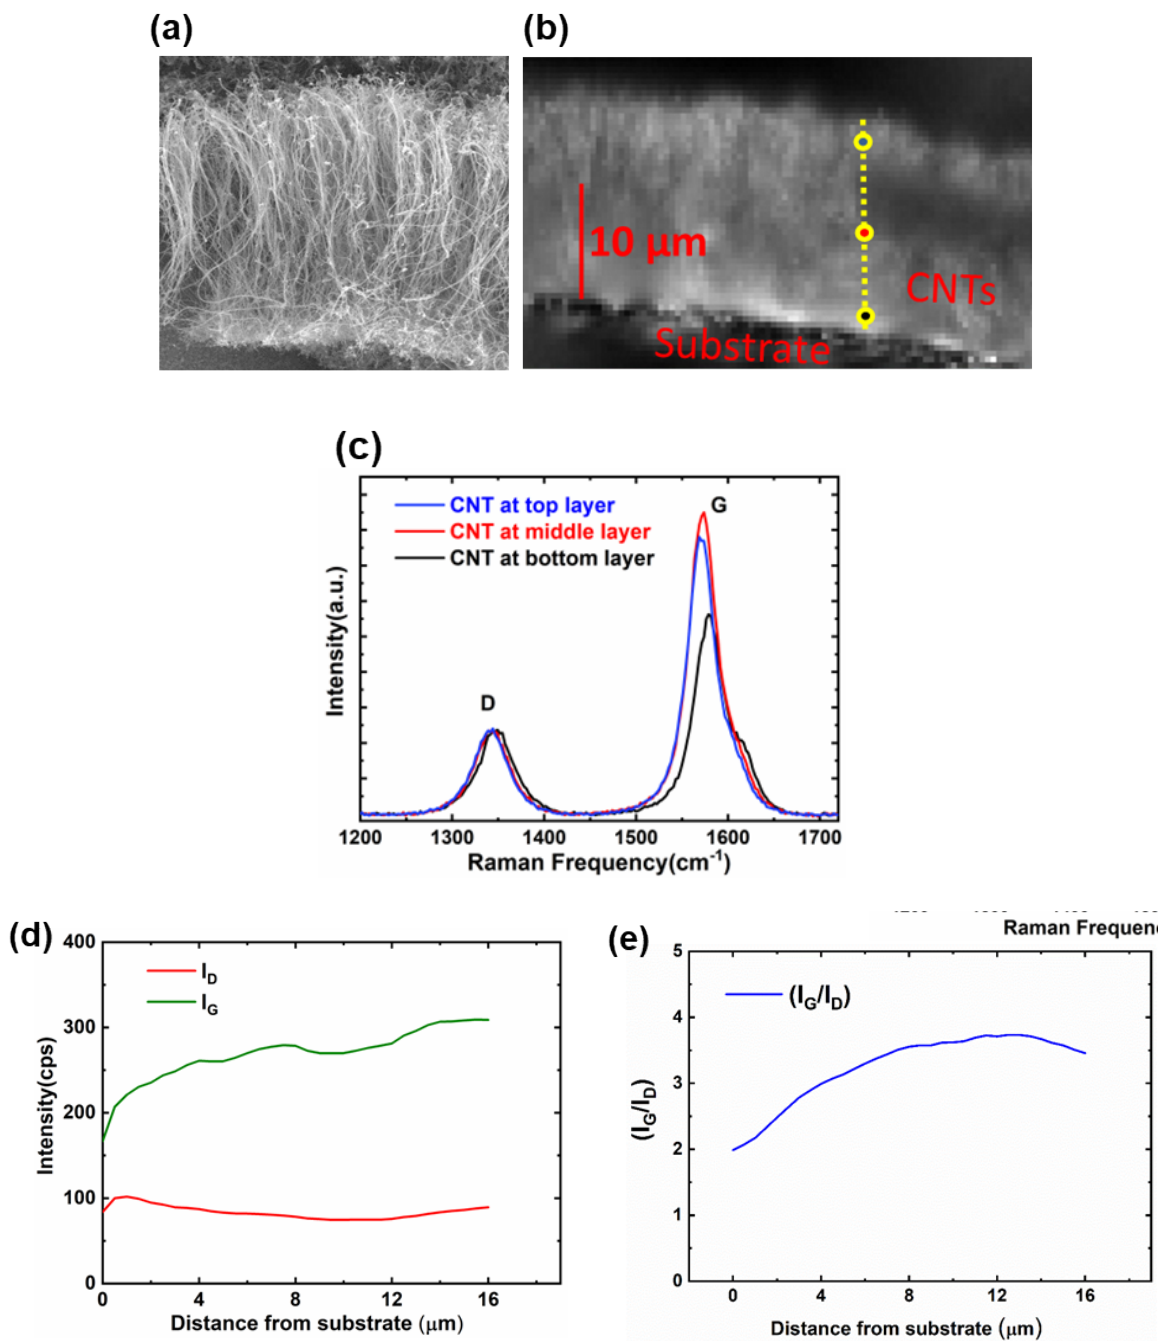 (a)
(b)
10 µm
CNTs
Substrate
(c)
CNT at top layer
CNT at middle layer
CNT at bottom layer
G
D
Intensity(a.u.)
1200 1300 1400 1500 1600 1700
Raman Frequency(cm⁻¹)
(d)
400
300
200
100
0
I_D
I_G
Intensity(cps)
0 4 8 12 16
Distance from substrate (µm)
Raman Frequenc
(e)
5
4
3
2
1
0
(I_G/I_D)
(I_G/I_D)
0 4 8 12 16
Distance from substrate (µm)